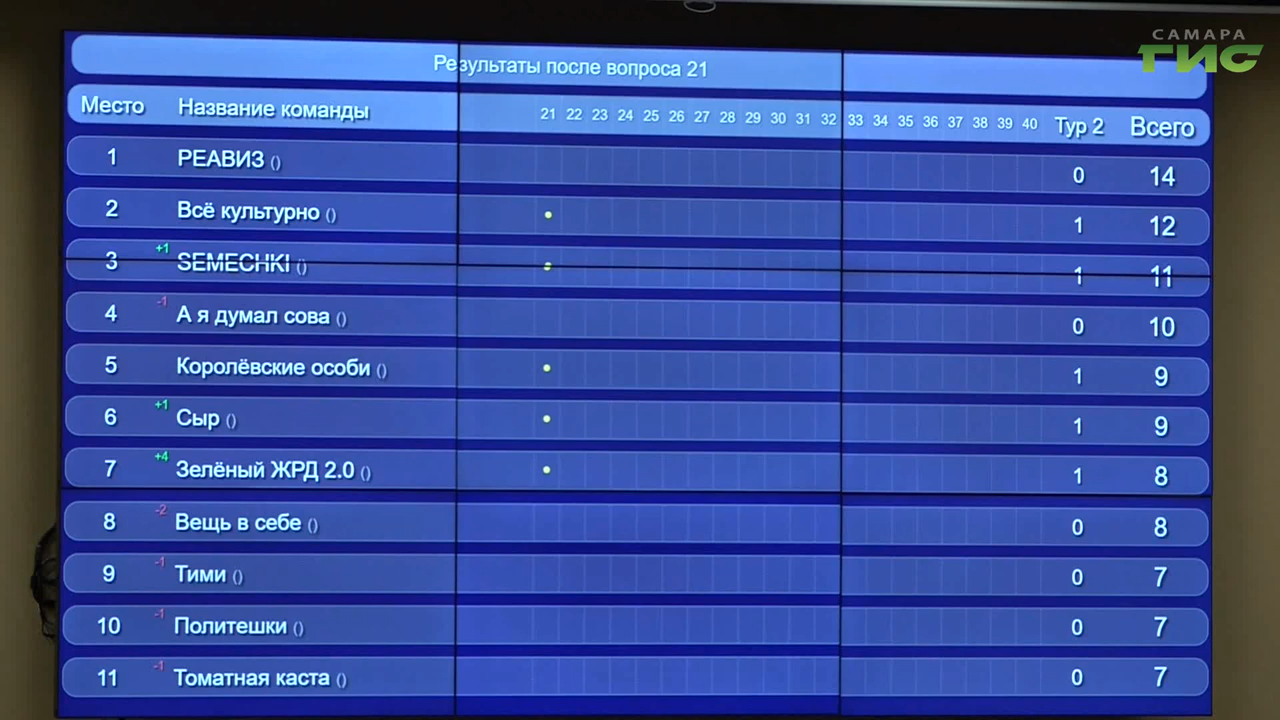 САМАРА
ГИС
Результаты после вопроса 21
Место Название команды 21 22 23 24 25 26 27 28 29 30 31 32 33 34 35 36 37 38 39 40 Тур 2 Всего
1 РЕАВИЗ () 0 14
2 Всё культурно () 1 12
3 +1 SEMECHKI () 1 11
4 -1 А я думал сова () 0 10
5 Королёвские особи () 1 9
6 +1 Сыр () 1 9
7 +4 Зелёный ЖРД 2.0 () 1 8
8 -2 Вещь в себе () 0 8
9 -1 Тими () 0 7
10 -1 Политешки () 0 7
11 -1 Томатная каста () 0 7